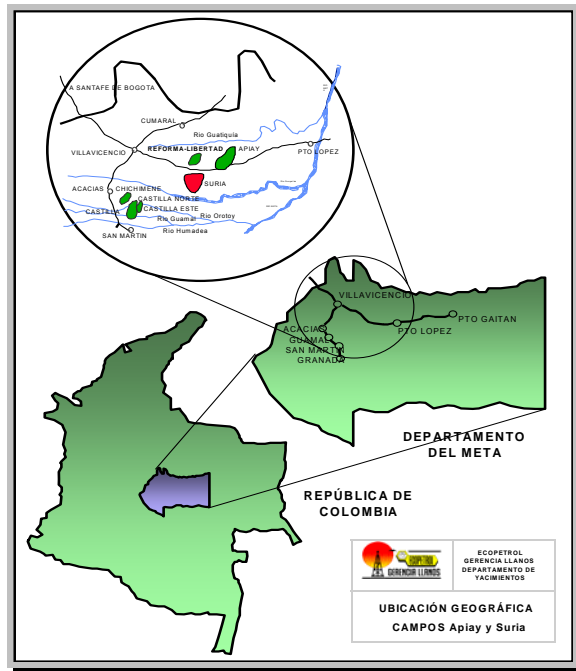 A SANTAFE DE BOGOTA
CUMARAL
Rio Guatiquia
VILLAVICENCIO
REFORMA-LIBERTAD
APIAY
PTO LOPEZ
SURIA
ACACIAS
CHICHIMENE
CASTILLA NORTE
CASTILLA
CASTILLA ESTE
Rio Guamal
Rio Orotoy
SAN MARTIN
Rio Humadea
VILLAVICENCIO
PTO GAITAN
ACACIAS
PTO LOPEZ
GUAMAL
SAN MARTIN
GRANADA
DEPARTAMENTO
DEL META
REPÚBLICA DE
COLOMBIA
ECOPETROL
GERENCIA LLANOS
ECOPETROL
GERENCIA LLANOS
DEPARTAMENTO DE
YACIMIENTOS
UBICACIÓN GEOGRÁFICA
CAMPOS Apiay y Suria